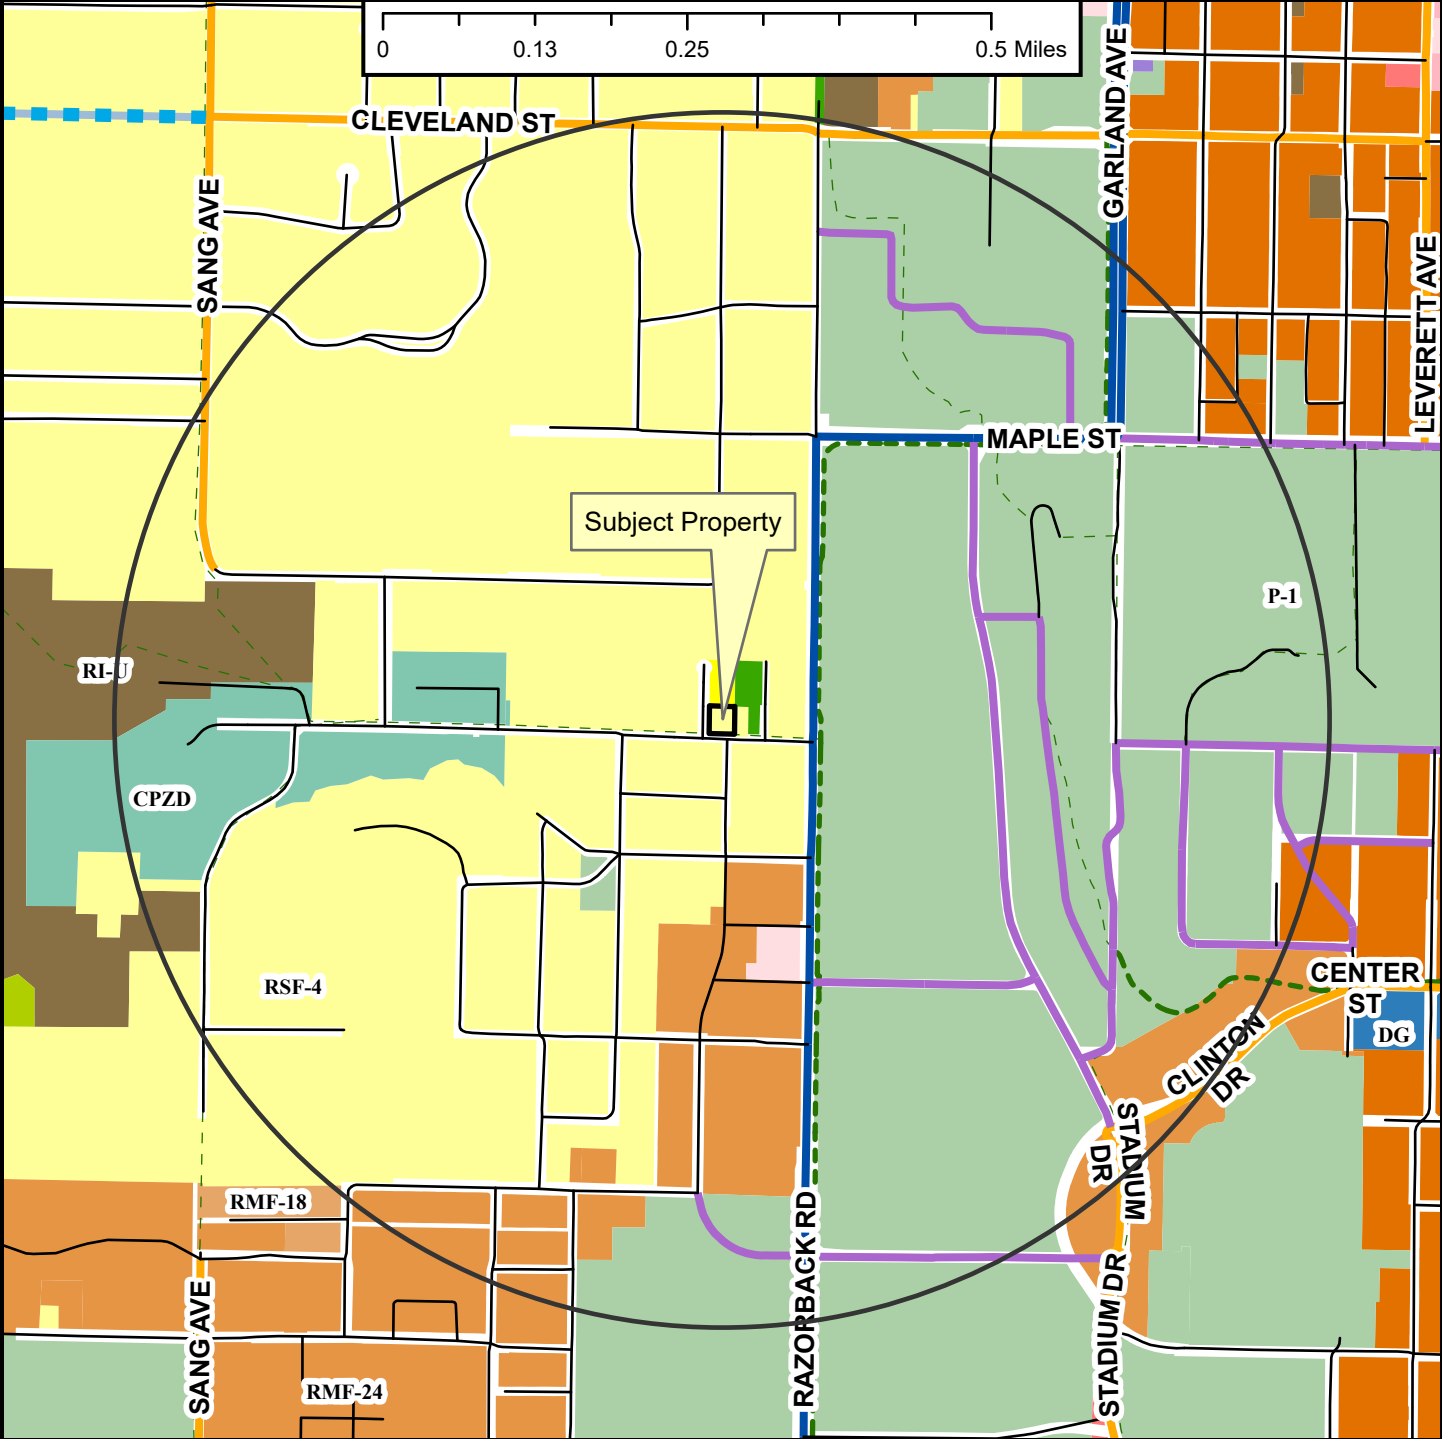 0 0.13 0.25 0.5 Miles
CLEVELAND ST
GARLAND AVE
SANG AVE
LEVERETT AVE
MAPLE ST
Subject Property
P-1
RI-U
CPZD
RSF-4
CENTER
ST
DG
CLINTON
DR
STADIUM
DR
RMF-18
RAZORBACK RD
STADIUM DR
SANG AVE
RMF-24